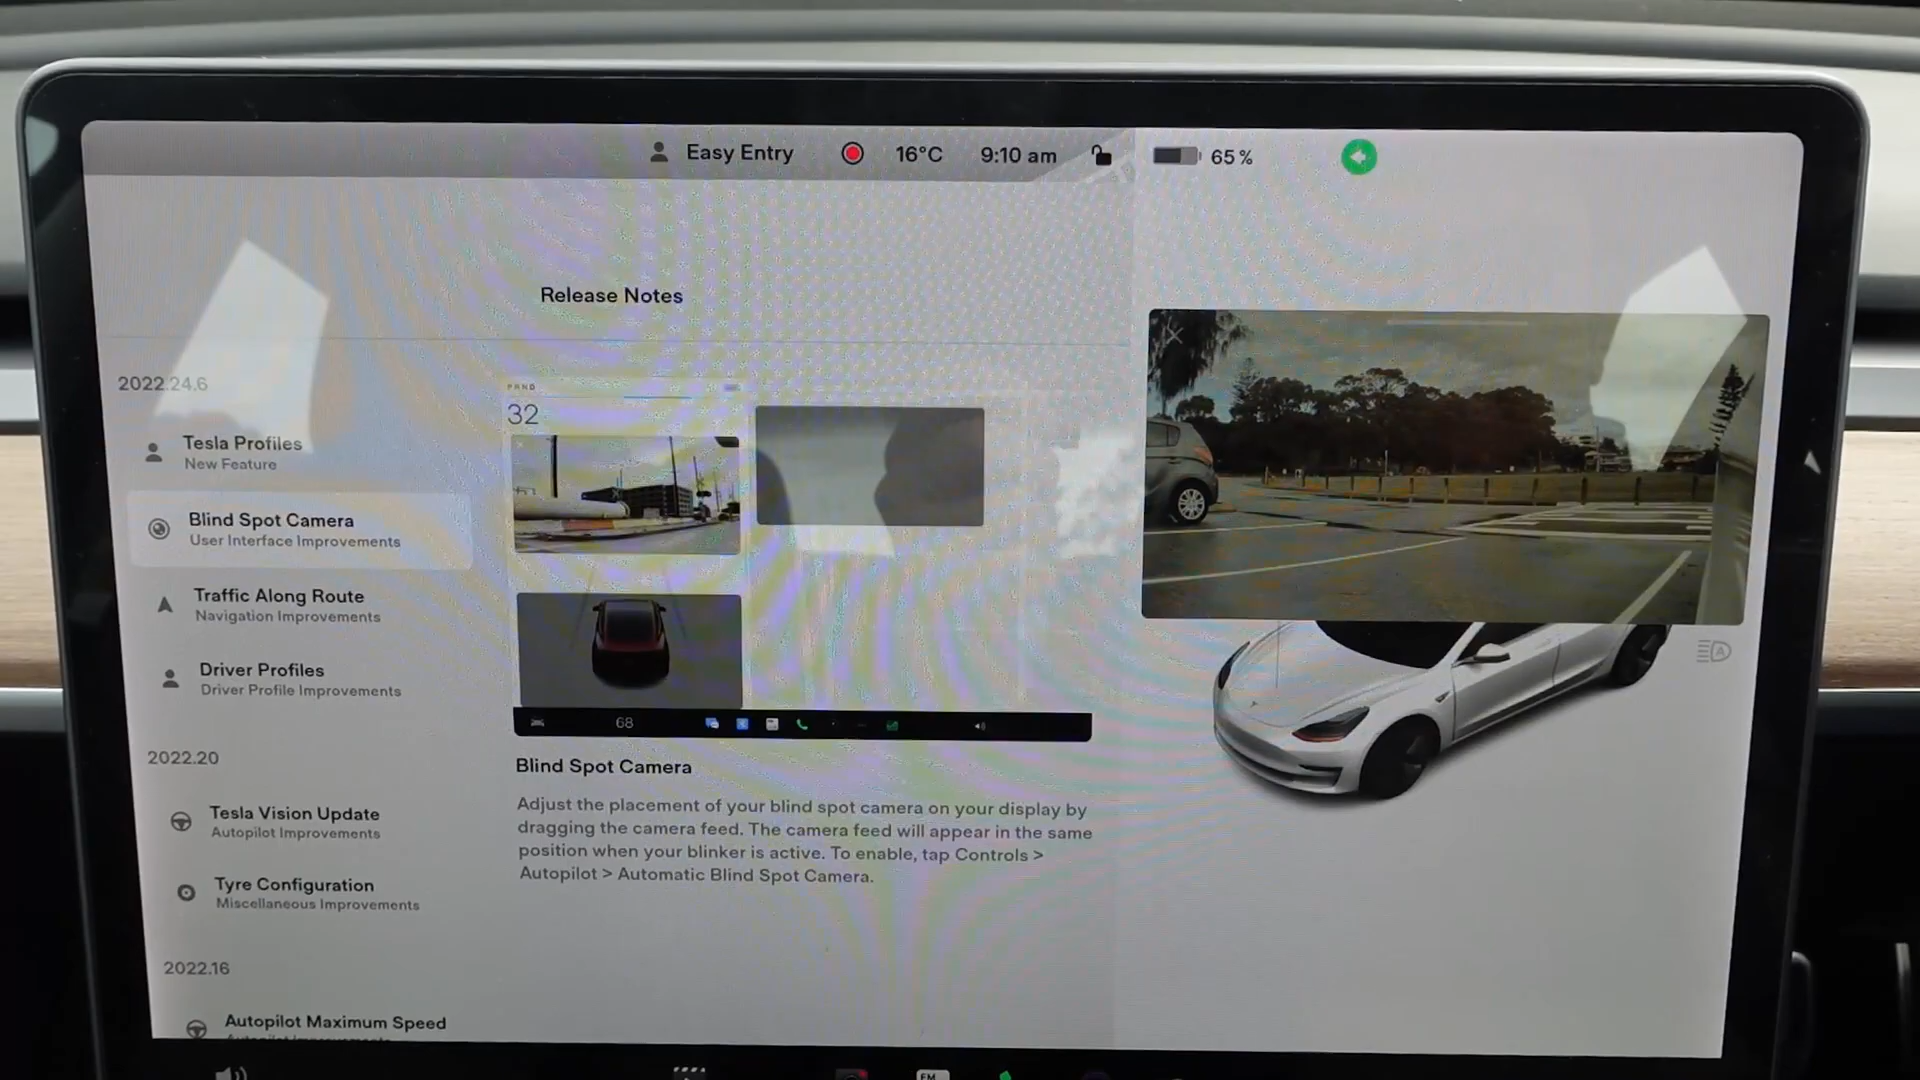 Easy Entry
16°C
9:10 am
65 %
Release Notes
2022.24.6
Tesla Profiles
New Feature
Blind Spot Camera
User Interface Improvements
Traffic Along Route
Navigation Improvements
Driver Profiles
Driver Profile Improvements
2022.20
Tesla Vision Update
Autopilot Improvements
Tyre Configuration
Miscellaneous Improvements
2022.16
Autopilot Maximum Speed
PRND
32
68
Blind Spot Camera
Adjust the placement of your blind spot camera on your display by
dragging the camera feed. The camera feed will appear in the same
position when your blinker is active. To enable, tap Controls >
Autopilot > Automatic Blind Spot Camera.
A
FM